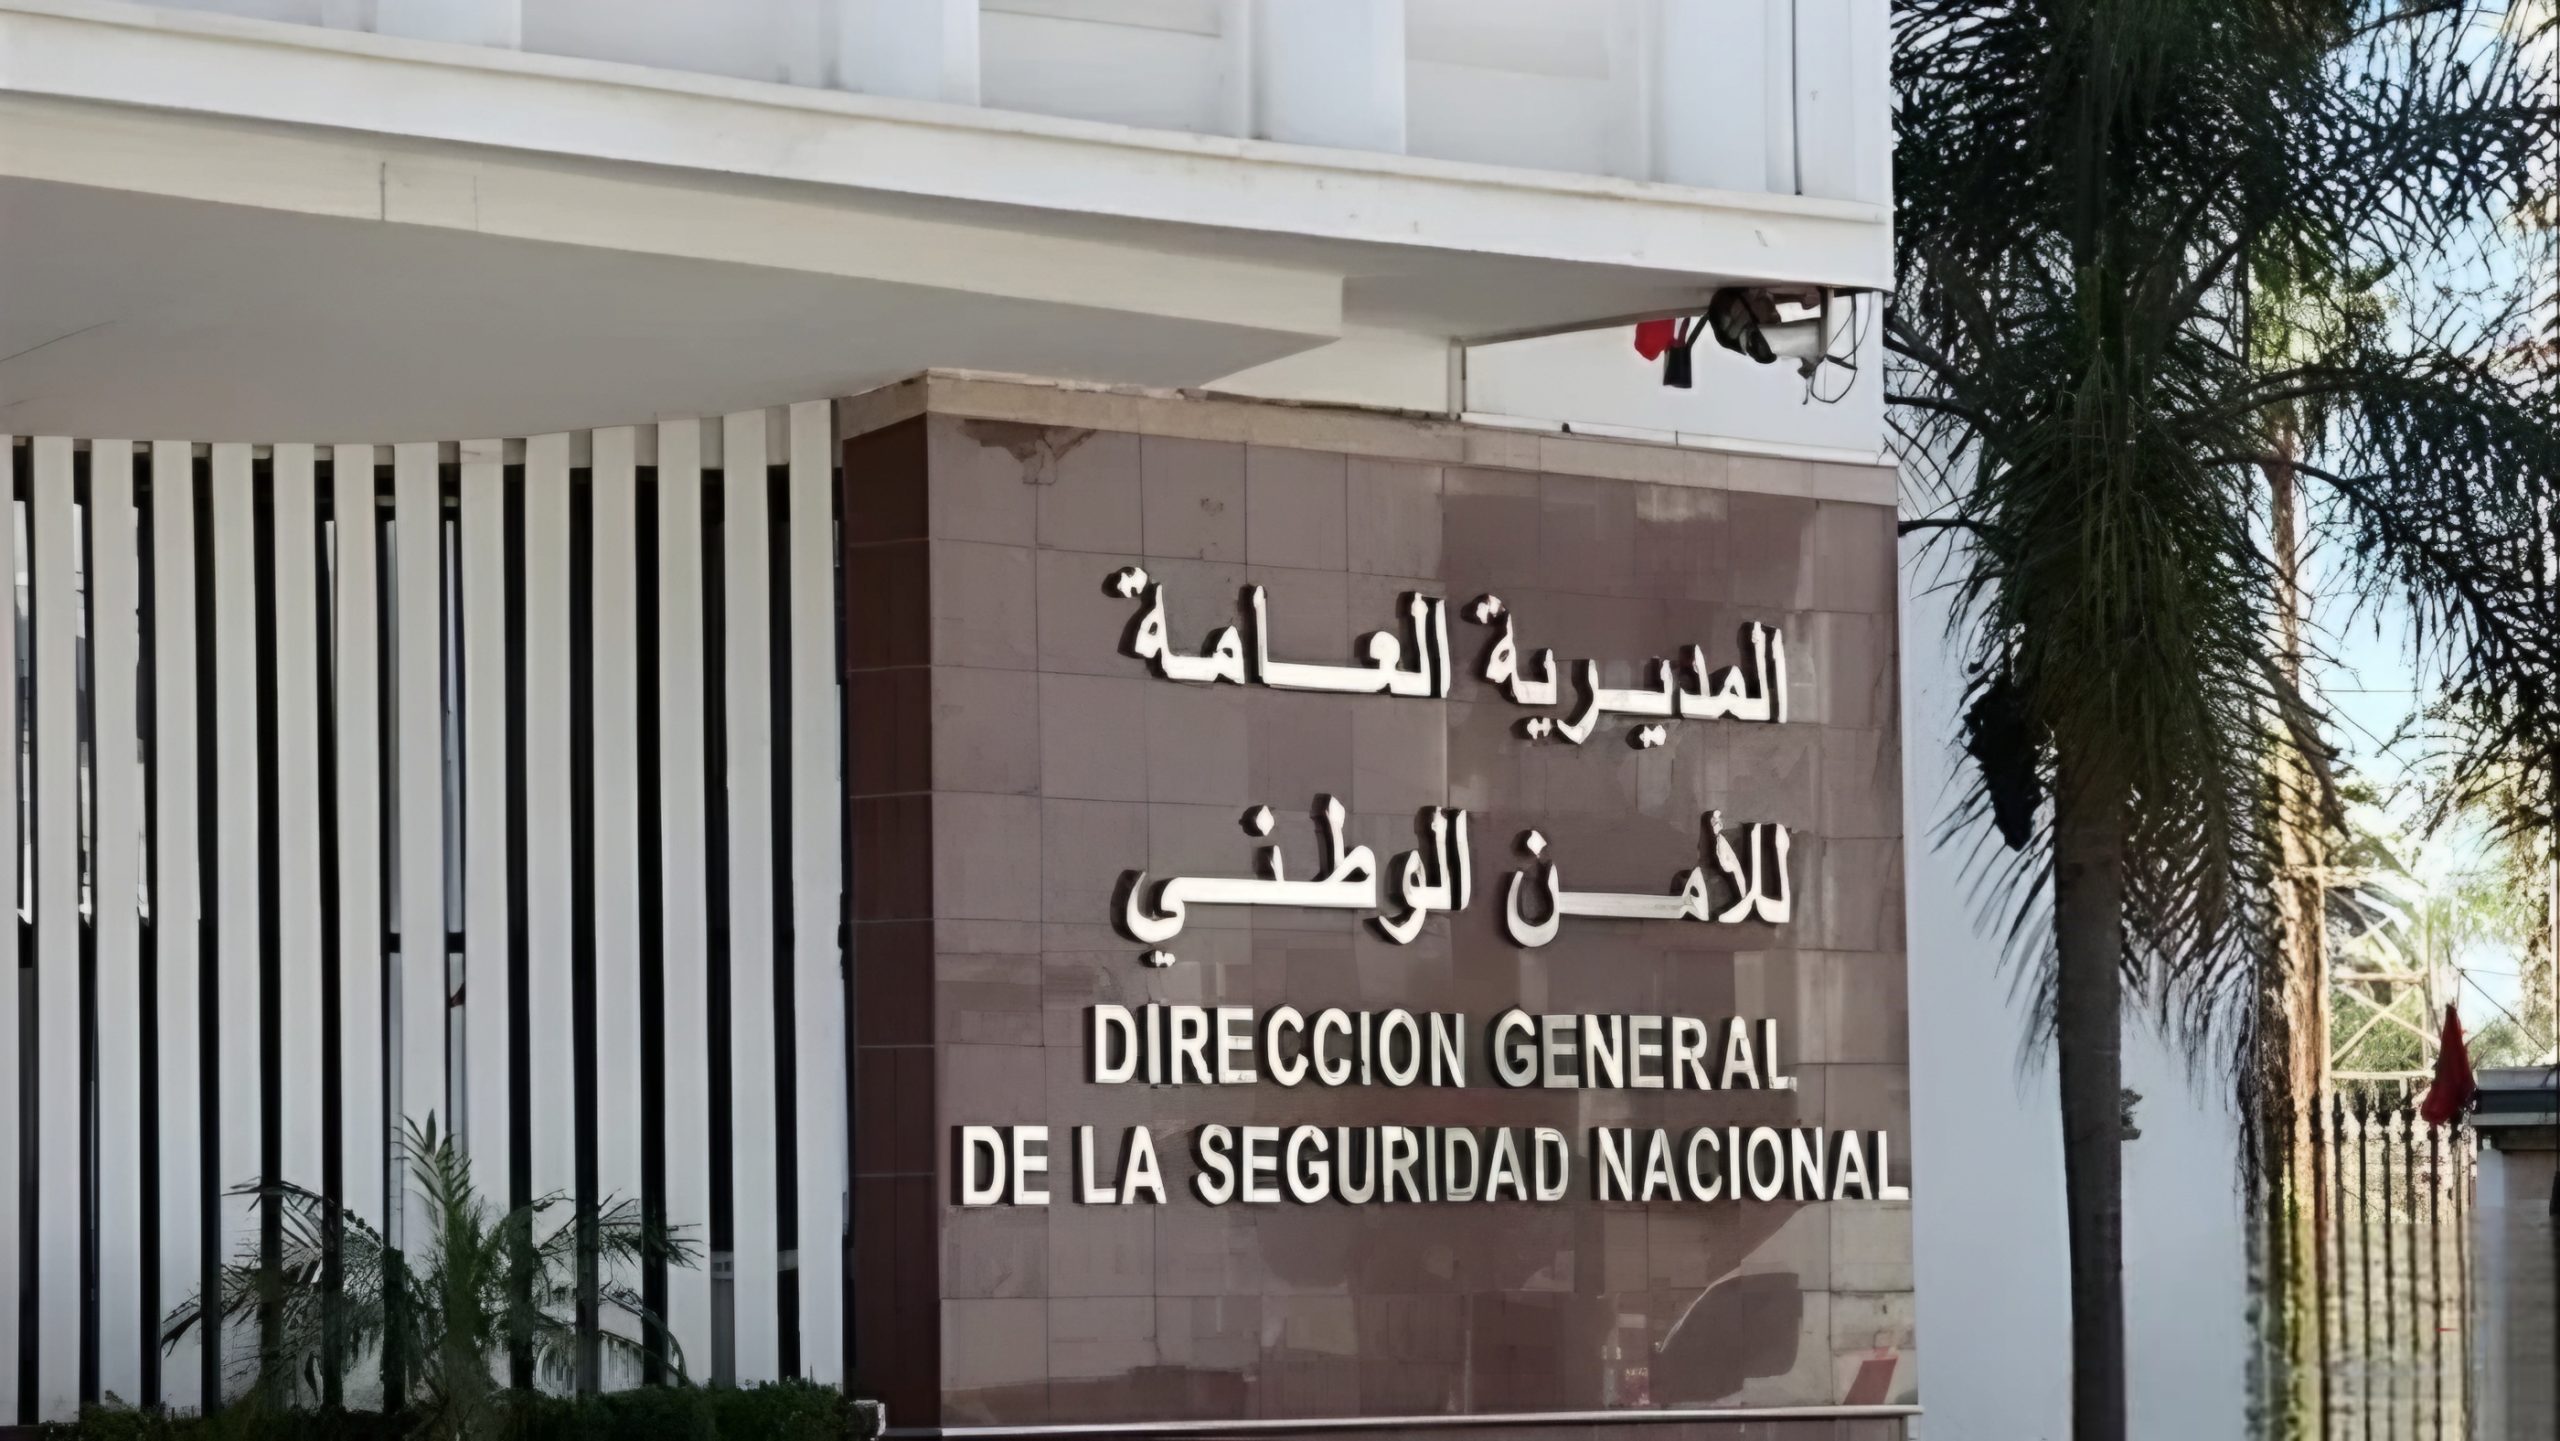 المديرية العامة
للأمن الوطني
DIRECCION GENERAL
DE LA SEGURIDAD NACIONAL